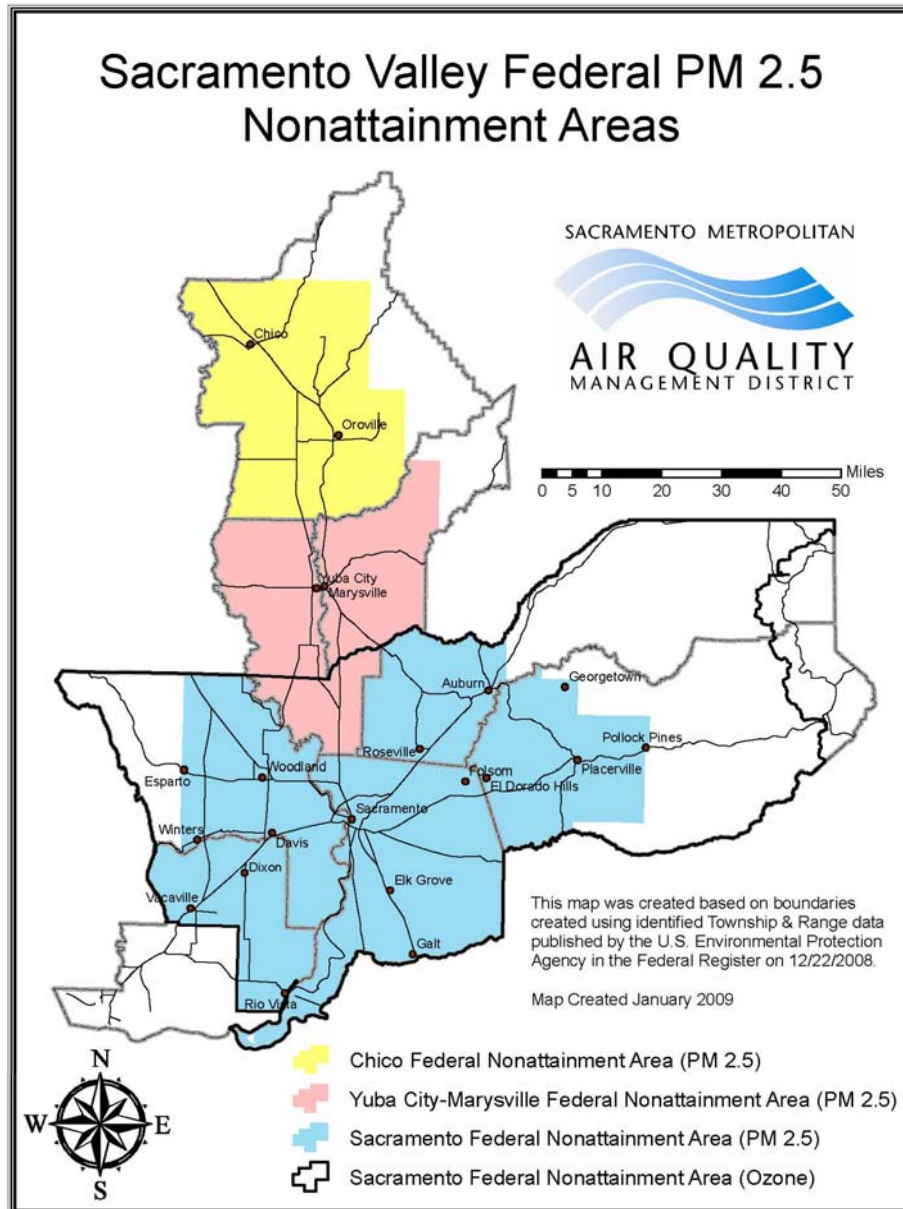 Sacramento Valley Federal PM 2.5
Nonattainment Areas
SACRAMENTO METROPOLITAN
AIR QUALITY
MANAGEMENT DISTRICT
Chico
Oroville
Miles
0 5 10 20 30 40 50
Yuba City
Marysville
Auburn
Georgetown
Roseville
Pollock Pines
Placerville
Folsom
El Dorado Hills
Esparto
Woodland
Sacramento
Winters
Davis
Dixon
Elk Grove
Vacaville
Galt
Rio Vista
This map was created based on boundaries
created using identified Township & Range data
published by the U.S. Environmental Protection
Agency in the Federal Register on 12/22/2008.
Map Created January 2009
N
W E
S
Chico Federal Nonattainment Area (PM 2.5)
Yuba City-Marysville Federal Nonattainment Area (PM 2.5)
Sacramento Federal Nonattainment Area (PM 2.5)
Sacramento Federal Nonattainment Area (Ozone)